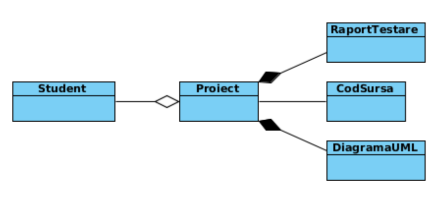 RaportTestare
Student
Proiect
CodSursa
DiagramaUML